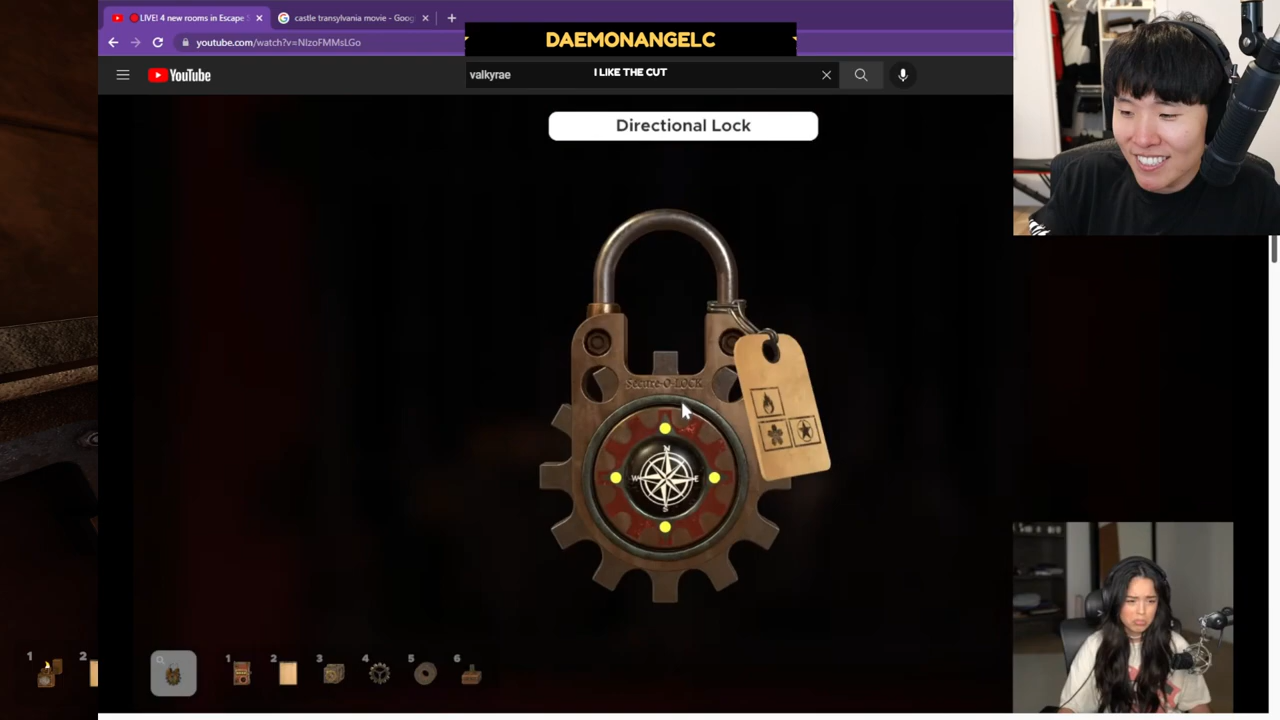 LIVE! 4 new rooms in Escape S
castle transylvania movie - Goog
youtube.com/watch?v=NIzoFMMsLGo
DAEMONANGELC
I LIKE THE CUT
YouTube
valkyrae
Directional Lock
Secure-O-LOCK
N
W E
S
1 2
1 2 3 4 5 6